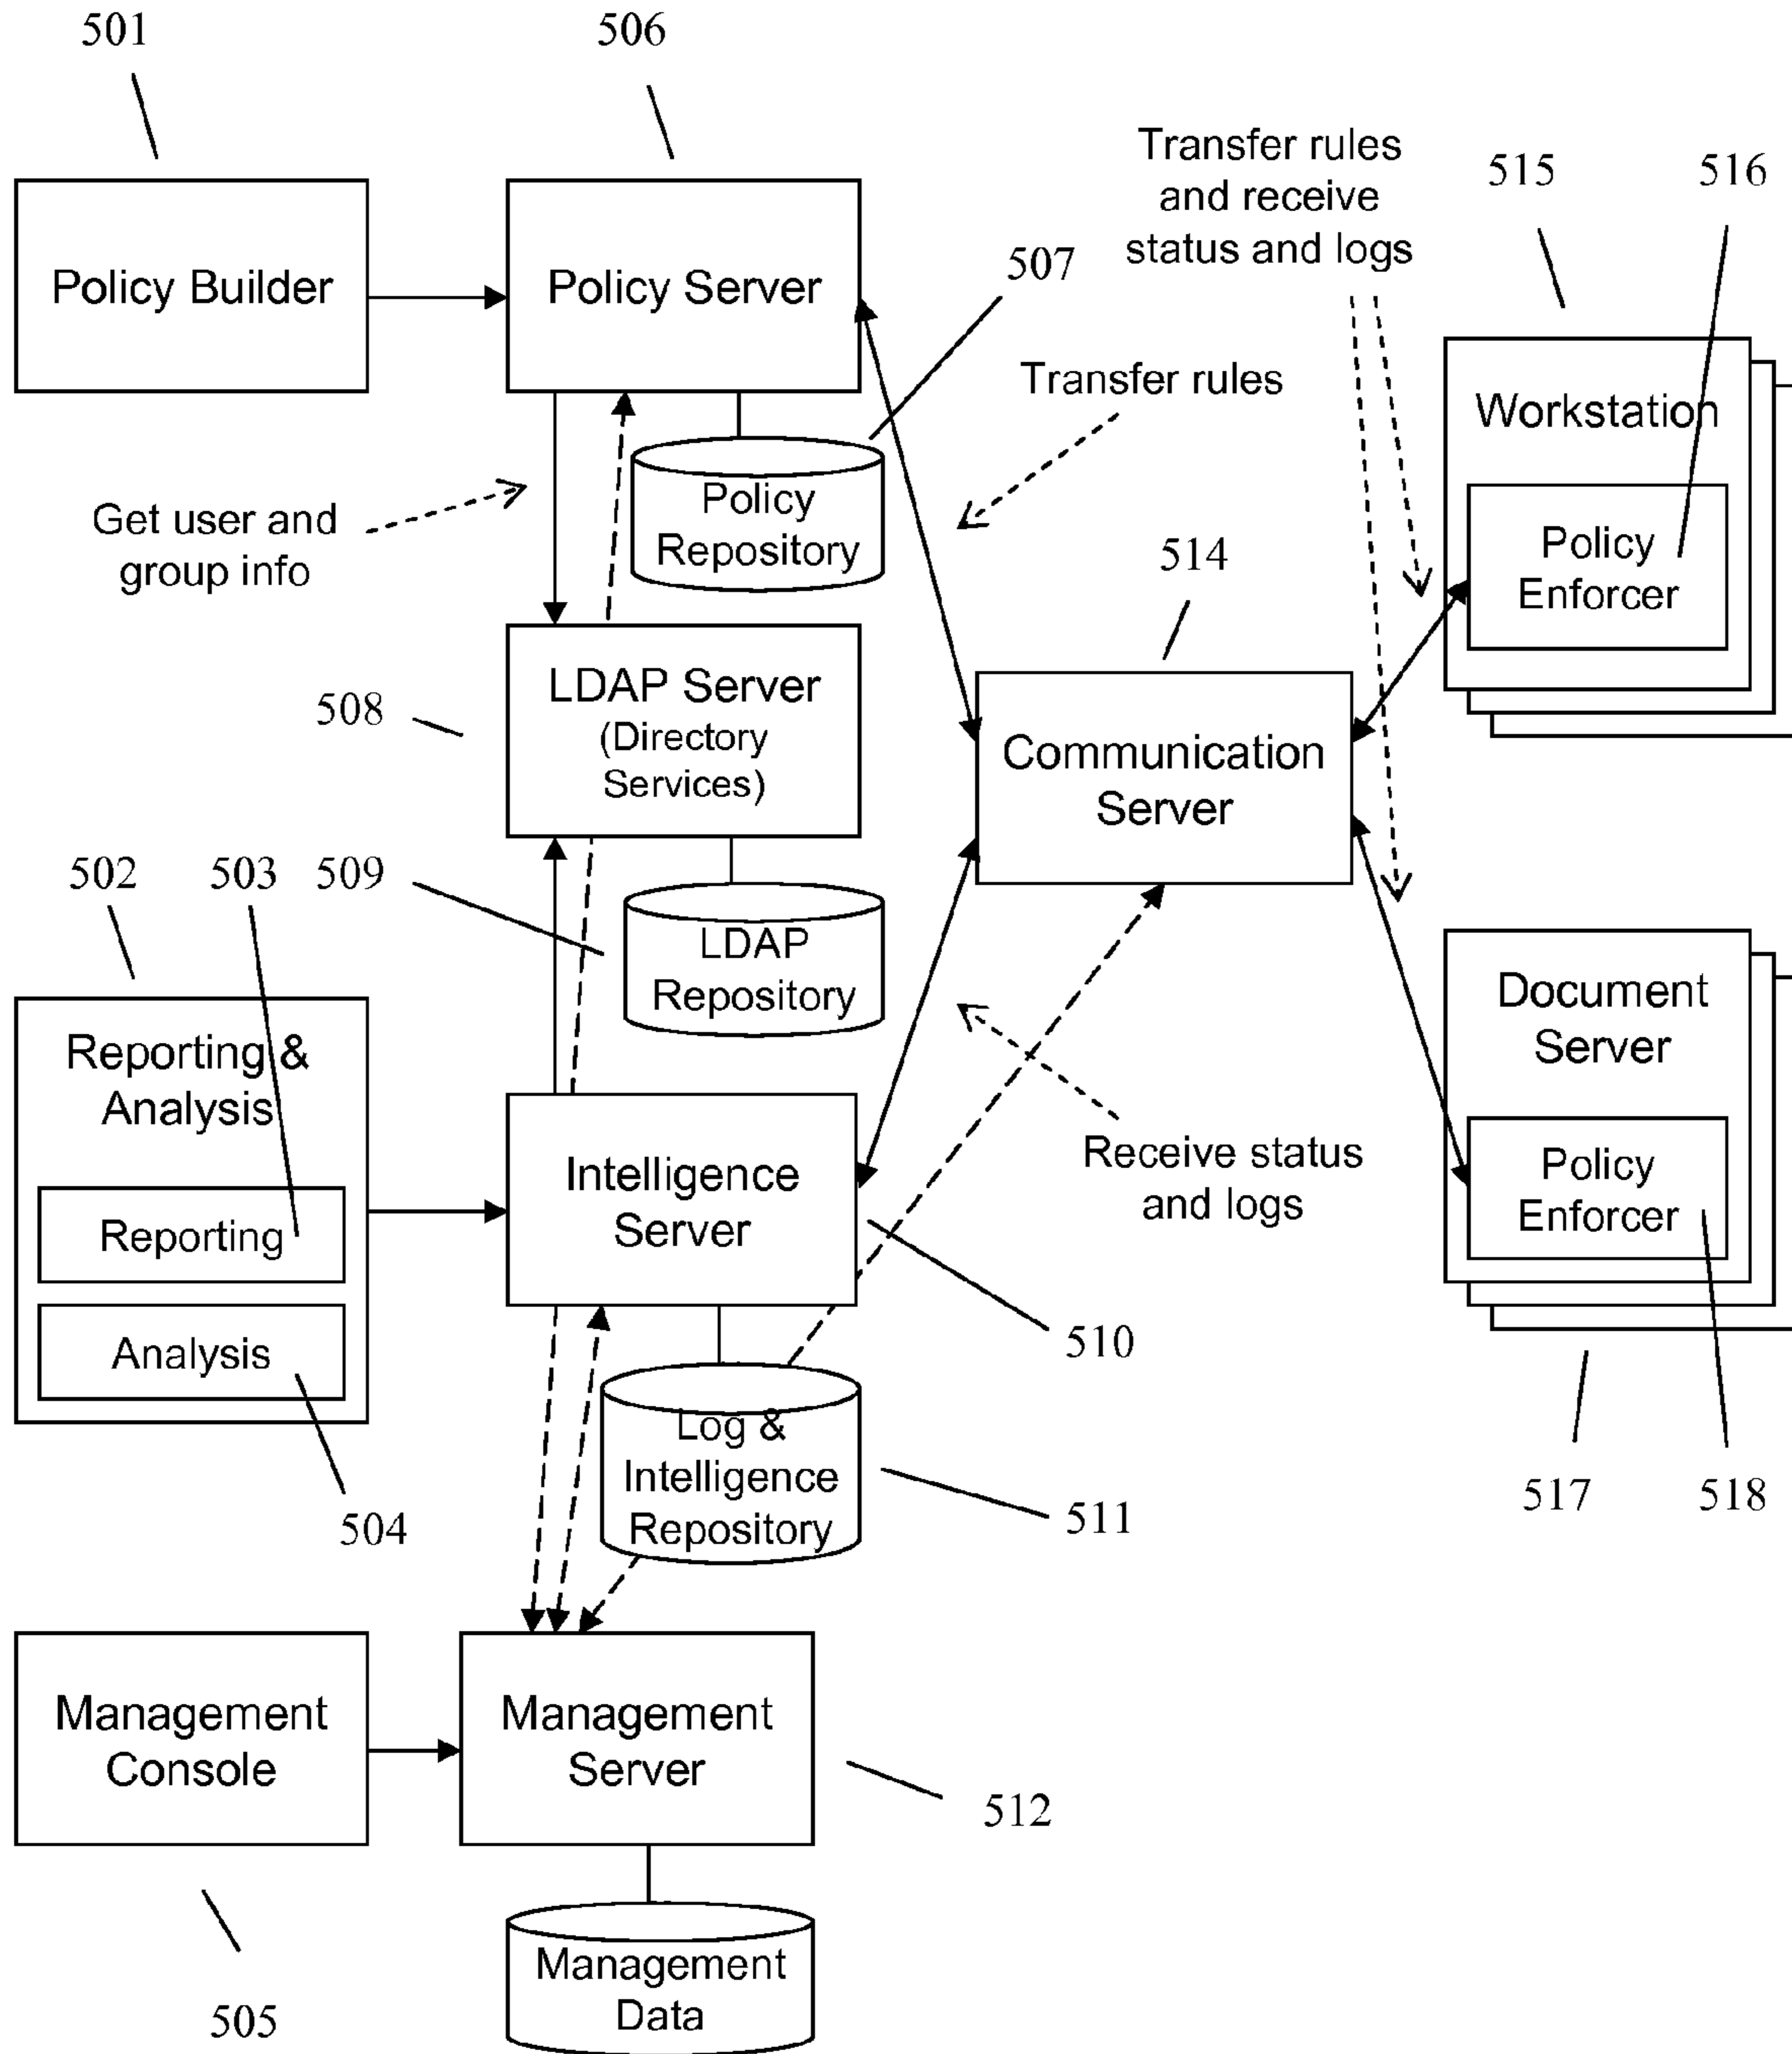 501
506
Transfer rules
and receive
status and logs
515
516
507
Policy Builder
Policy Server
Transfer rules
Workstation
Policy
Enforcer
Get user and
group info
Policy
Repository
514
508
LDAP Server
(Directory
Services)
Communication
Server
502
503
509
LDAP
Repository
Document
Server
Policy
Enforcer
Reporting &
Analysis
Reporting
Analysis
Intelligence
Server
Receive status
and logs
510
504
Log &
Intelligence
Repository
511
517
518
Management
Console
Management
Server
512
505
Management
Data